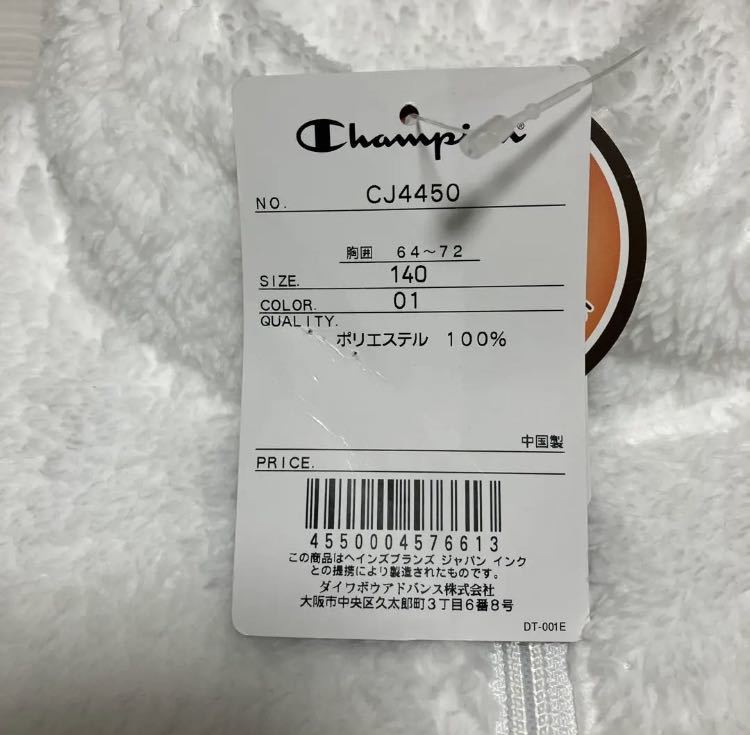 Champion®
NO. CJ4450
胸囲 64～72
SIZE. 140
COLOR. 01
QUALITY.
ポリエステル 100%
中国製
PRICE.
4550004576613
この商品はヘインズブランズ ジャパン インク
との提携により製造されたものです。
ダイワボウアドバンス株式会社
大阪市中央区久太郎町3丁目6番8号
DT-001E